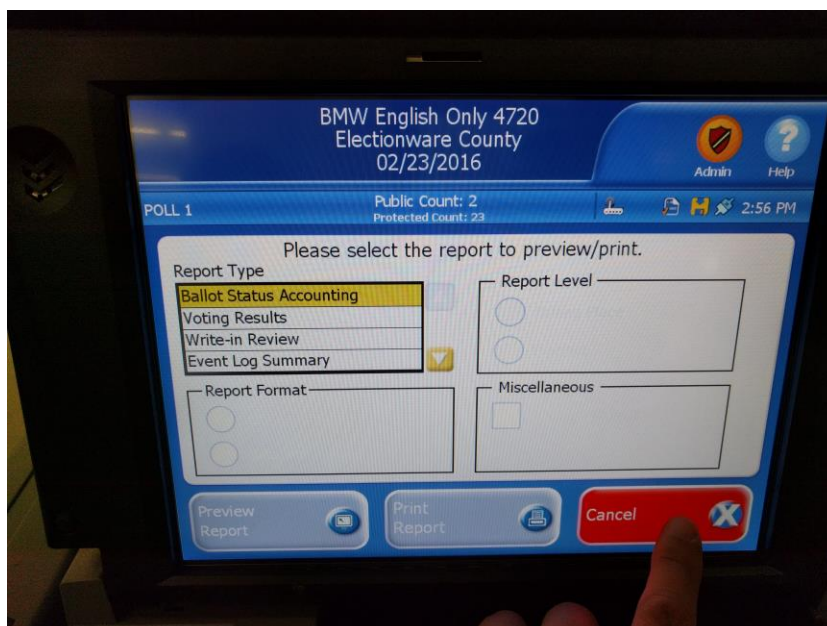 BMW English Only 4720
Electionware County
02/23/2016
Admin
Help
POLL 1
Public Count: 2
Protected Count: 23
2:56 PM
Please select the report to preview/print.
Report Type
Ballot Status Accounting
Voting Results
Write-in Review
Event Log Summary
Report Level
Report Format
Miscellaneous
Preview
Report
Print
Report
Cancel